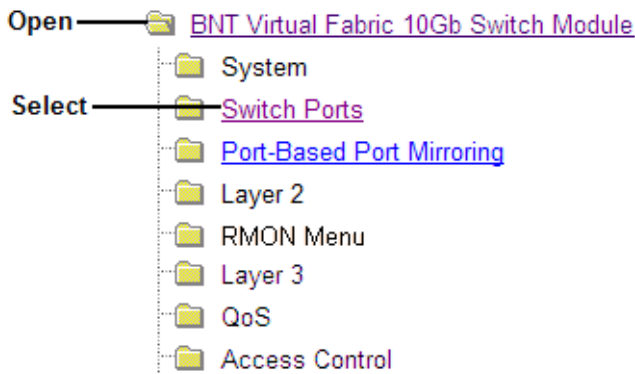 Open BNT Virtual Fabric 10Gb Switch Module
System
Select Switch Ports
Port-Based Port Mirroring
Layer 2
RMON Menu
Layer 3
QoS
Access Control